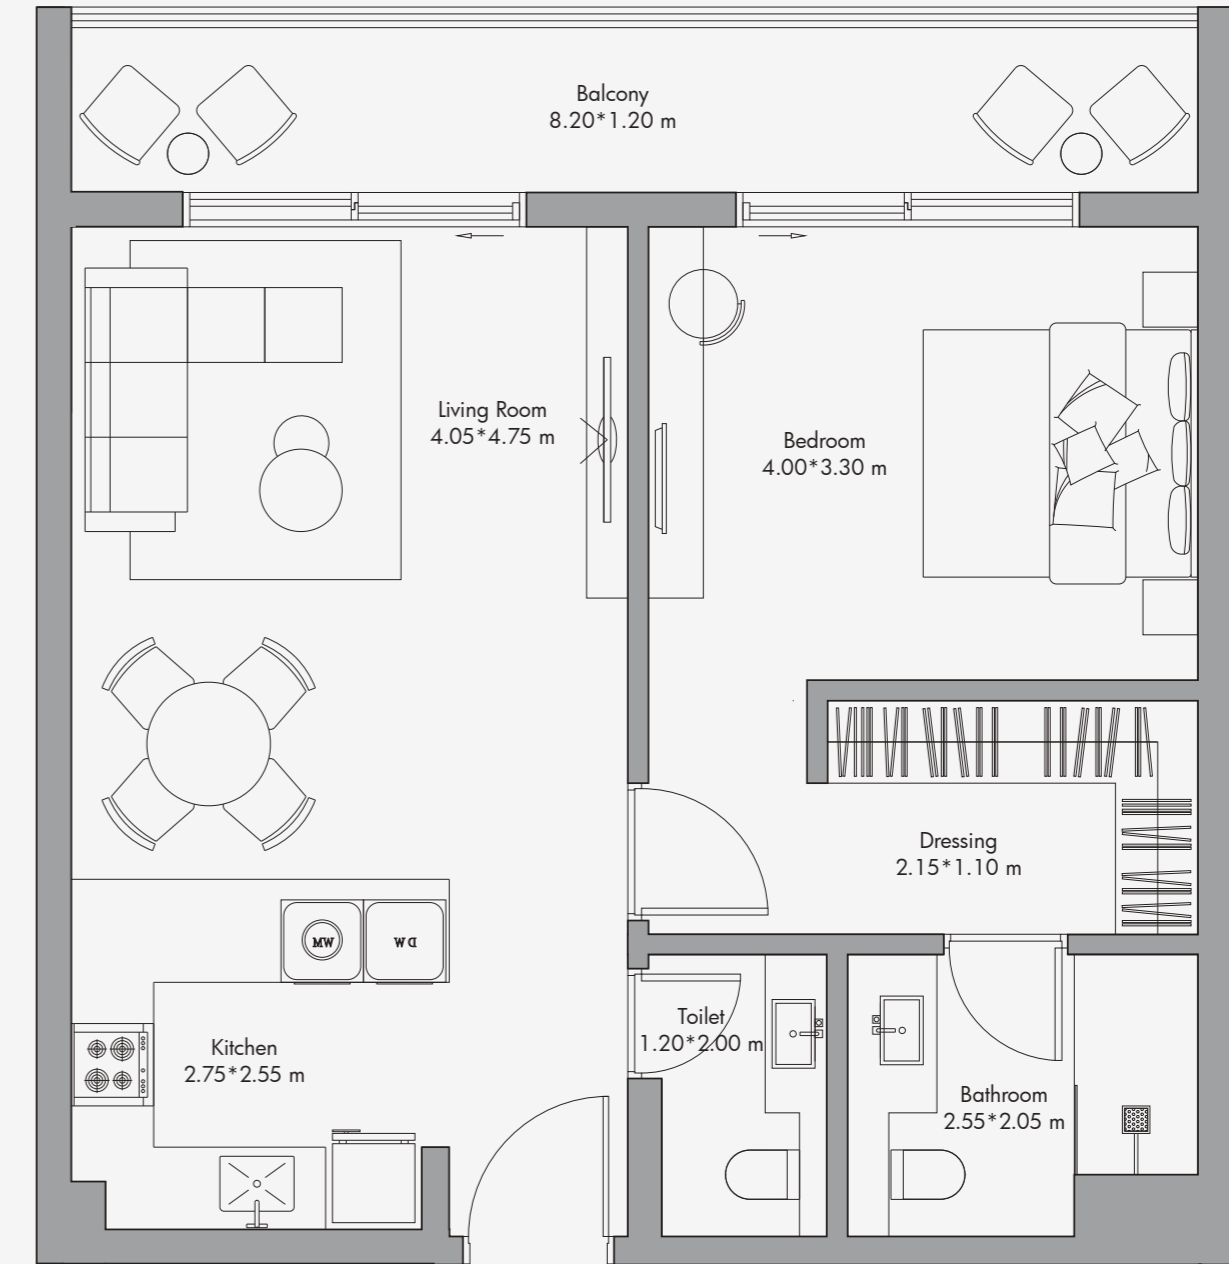 Balcony
8.20*1.20 m
Living Room
4.05*4.75 m
Bedroom
4.00*3.30 m
Dressing
2.15*1.10 m
MW
DW
Toilet
1.20*2.00 m
Kitchen
2.75*2.55 m
Bathroom
2.55*2.05 m